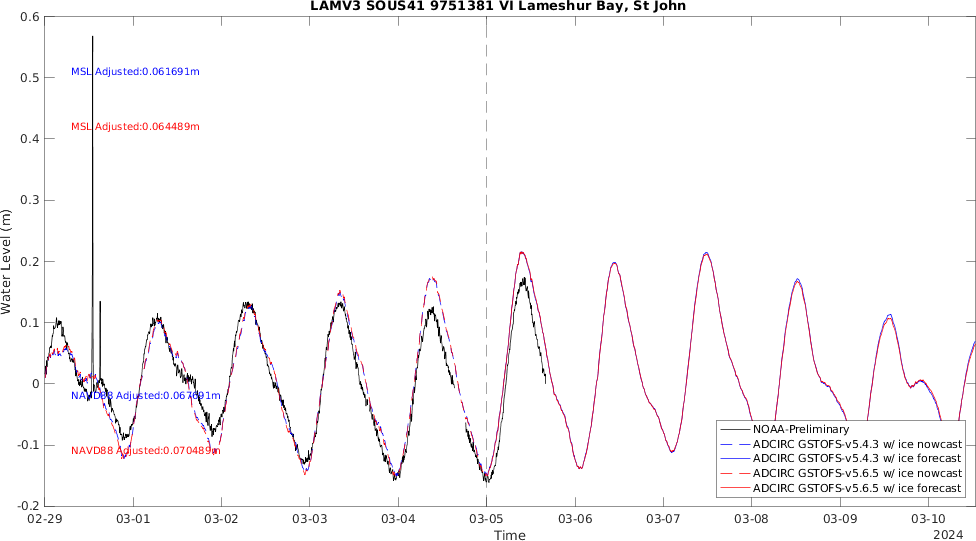 LAMV3 SOUS41 9751381 VI Lameshur Bay, St John
0.6
0.5
0.4
0.3
0.2
0.1
0
-0.1
-0.2
Water Level (m)
MSL Adjusted:0.061691m
MSL Adjusted:0.064489m
NAVD88 Adjusted:0.067691m
NAVD88 Adjusted:0.070489m
NOAA-Preliminary
ADCIRC GSTOFS-v5.4.3 w/ ice nowcast
ADCIRC GSTOFS-v5.4.3 w/ ice forecast
ADCIRC GSTOFS-v5.6.5 w/ ice nowcast
ADCIRC GSTOFS-v5.6.5 w/ ice forecast
02-29 03-01 03-02 03-03 03-04 03-05 03-06 03-07 03-08 03-09 03-10
Time
2024